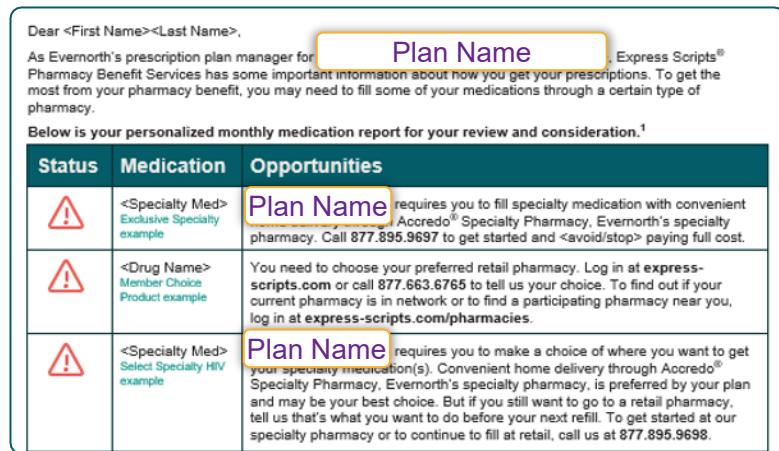 Dear <First Name><Last Name>,
As Evernorth's prescription plan manager for Plan Name, Express Scripts®
Pharmacy Benefit Services has some important information about how you get your prescriptions. To get the
most from your pharmacy benefit, you may need to fill some of your medications through a certain type of
pharmacy.
Below is your personalized monthly medication report for your review and consideration.¹
Status Medication Opportunities
<Specialty Med>
Exclusive Specialty
example
Plan Name requires you to fill specialty medication with convenient
home delivery through Accredo® Specialty Pharmacy, Evernorth's specialty
pharmacy. Call 877.895.9697 to get started and <avoid/stop> paying full cost.
<Drug Name>
Member Choice
Product example
You need to choose your preferred retail pharmacy. Log in at express-
scripts.com or call 877.663.6765 to tell us your choice. To find out if your
current pharmacy is in network or to find a participating pharmacy near you,
log in at express-scripts.com/pharmacies.
<Specialty Med>
Select Specialty HIV
example
Plan Name requires you to make a choice of where you want to get
your specialty medication(s). Convenient home delivery through Accredo®
Specialty Pharmacy, Evernorth's specialty pharmacy, is preferred by your plan
and may be your best choice. But if you still want to go to a retail pharmacy,
tell us that's what you want to do before your next refill. To get started at our
specialty pharmacy or to continue to fill at retail, call us at 877.895.9698.